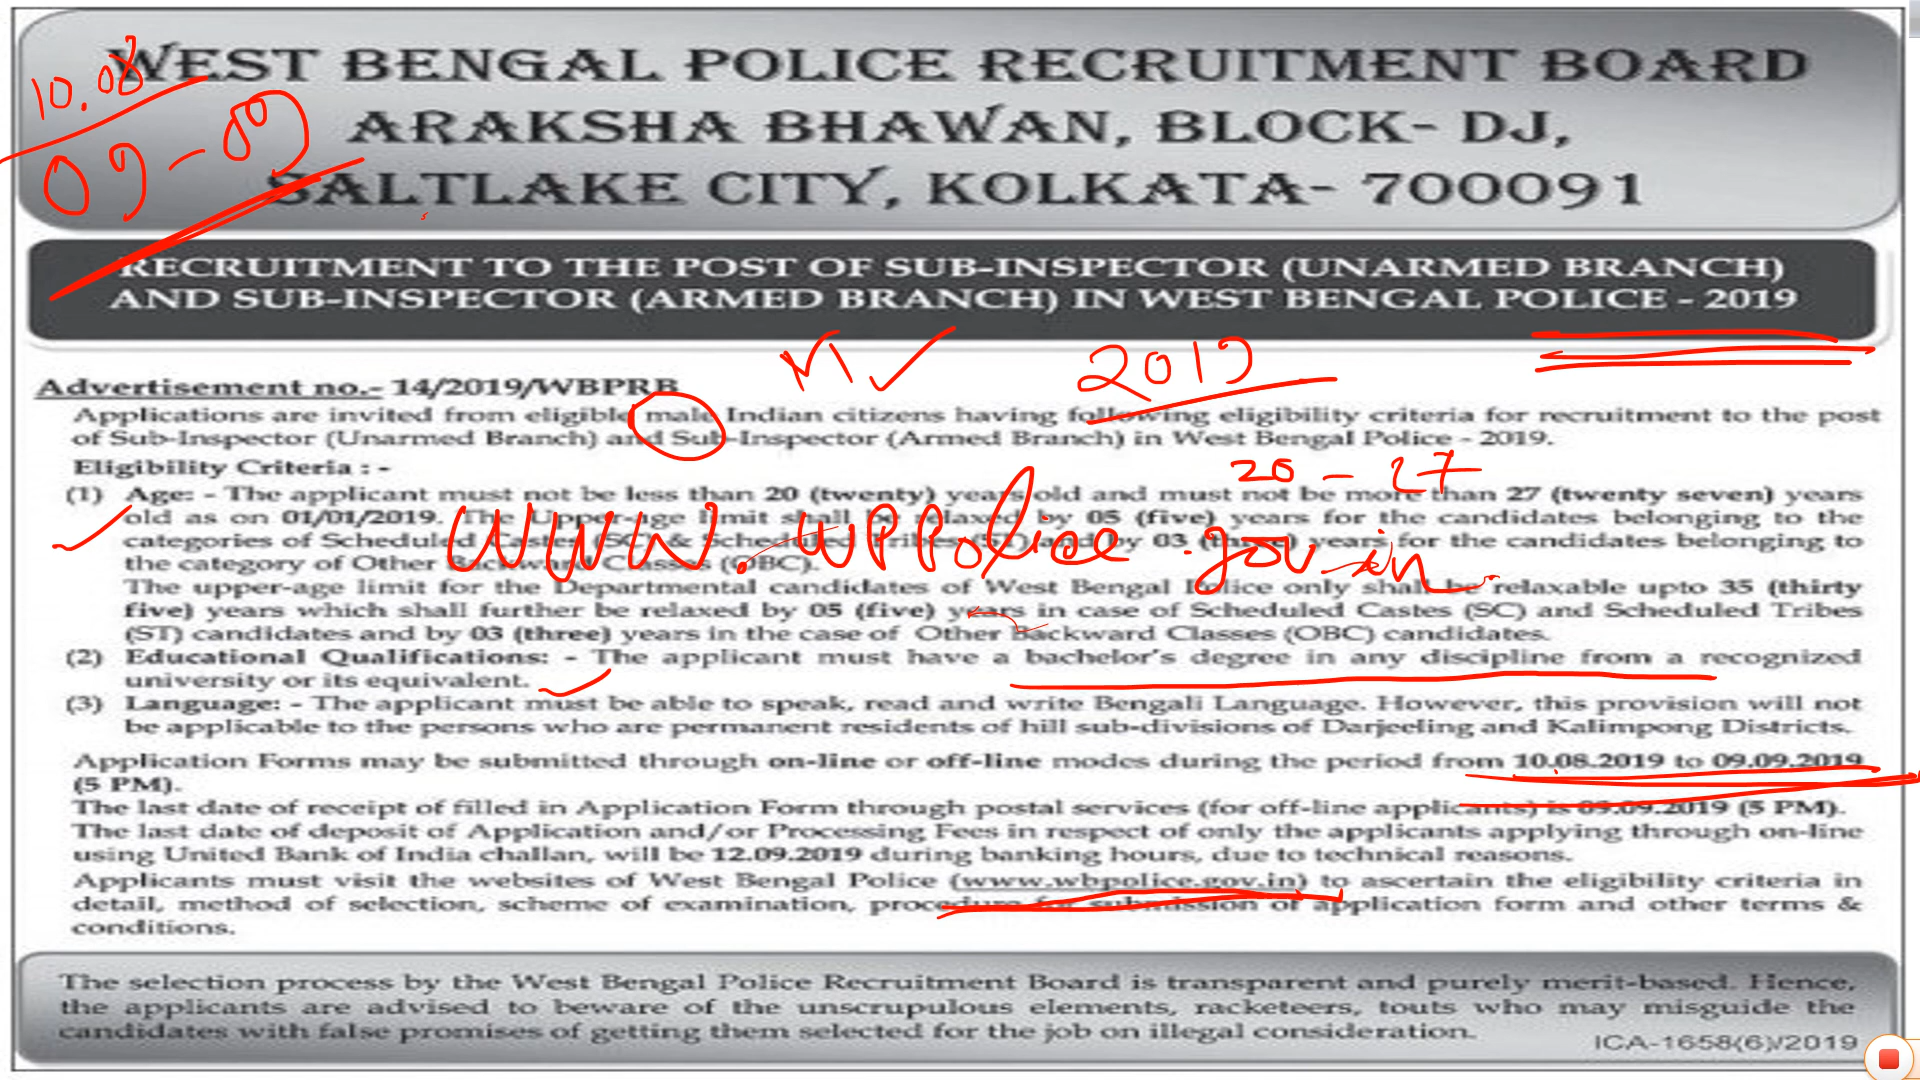 WEST BENGAL POLICE RECRUITMENT BOARD
ARAKSHA BHAWAN, BLOCK- DJ,
SALTLAKE CITY, KOLKATA- 700091
10.08
09-09
RECRUITMENT TO THE POST OF SUB-INSPECTOR (UNARMED BRANCH)
AND SUB-INSPECTOR (ARMED BRANCH) IN WEST BENGAL POLICE - 2019
M
2019
Advertisement no.- 14/2019/WBPRB
Applications are invited from eligible male Indian citizens having following eligibility criteria for recruitment to the post
of Sub-Inspector (Unarmed Branch) and Sub-Inspector (Armed Branch) in West Bengal Police - 2019.
Eligibility Criteria : -
20 - 27
(1) Age: - The applicant must not be less than 20 (twenty) years old and must not be more than 27 (twenty seven) years
old as on 01/01/2019. The Upper-age limit shall be relaxed by 05 (five) years for the candidates belonging to the
categories of Scheduled Castes (SC) & Scheduled Tribes (ST) and by 03 (three) years for the candidates belonging to
the category of Other Backward Classes (OBC).
www.wPPolice.gov.in
The upper-age limit for the Departmental candidates of West Bengal Police only shall be relaxable upto 35 (thirty
five) years which shall further be relaxed by 05 (five) years in case of Scheduled Castes (SC) and Scheduled Tribes
(ST) candidates and by 03 (three) years in the case of Other Backward Classes (OBC) candidates.
(2) Educational Qualifications: - The applicant must have a bachelor's degree in any discipline from a recognized
university or its equivalent.
(3) Language: - The applicant must be able to speak, read and write Bengali Language. However, this provision will not
be applicable to the persons who are permanent residents of hill sub-divisions of Darjeeling and Kalimpong Districts.
Application Forms may be submitted through on-line or off-line modes during the period from 10.08.2019 to 09.09.2019
(5 PM).
The last date of receipt of filled in Application Form through postal services (for off-line applicants) is 09.09.2019 (5 PM).
The last date of deposit of Application and/or Processing Fees in respect of only the applicants applying through on-line
using United Bank of India challan, will be 12.09.2019 during banking hours, due to technical reasons.
Applicants must visit the websites of West Bengal Police (www.wbpolice.gov.in) to ascertain the eligibility criteria in
detail, method of selection, scheme of examination, procedure for submission of application form and other terms &
conditions.
The selection process by the West Bengal Police Recruitment Board is transparent and purely merit-based. Hence,
the applicants are advised to beware of the unscrupulous elements, racketeers, touts who may misguide the
candidates with false promises of getting them selected for the job on illegal consideration.
ICA-1658(6)/2019